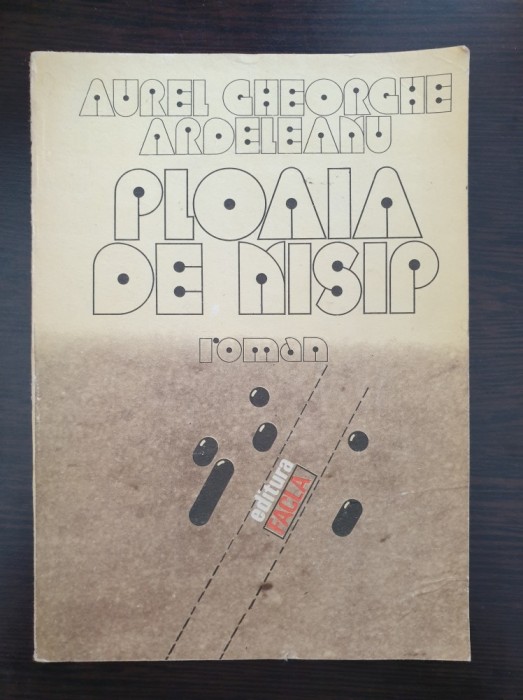 AUREL GHEORGHE
ARDELEANU
PLOAIA
DE NISIP
roman
editura
FACLA